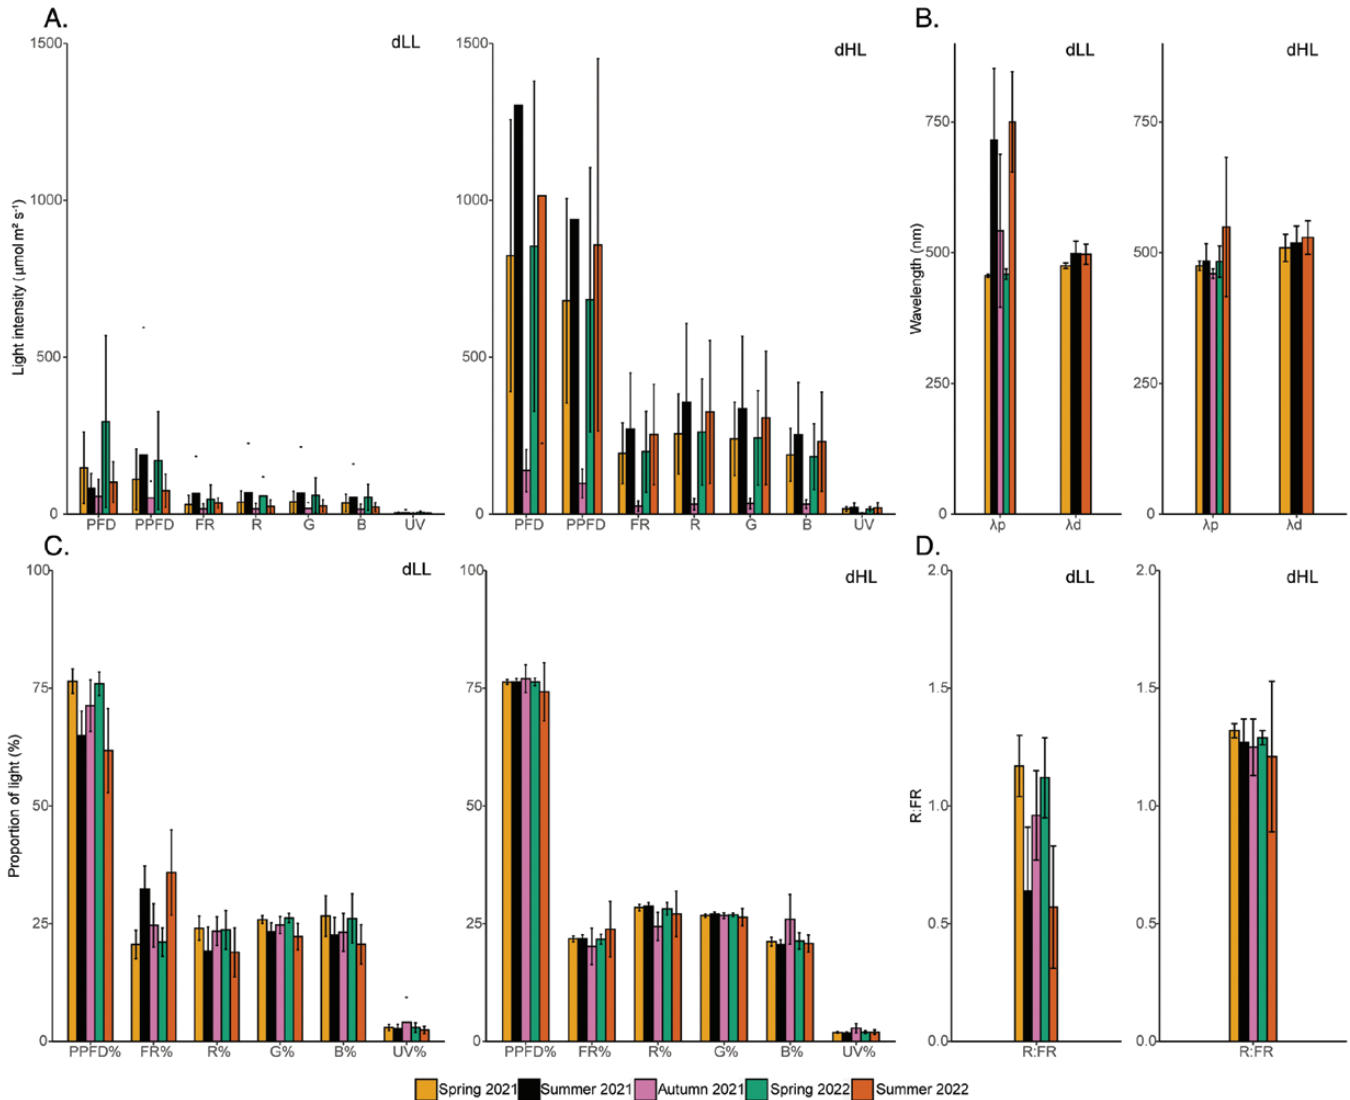 A.
dLL
dHL
1500
1000
500
0
Light intensity (µmol m² s⁻¹)
PFD PPFD FR R G B UV
1500
1000
500
0
PFD PPFD FR R G B UV
B.
dLL
dHL
750
500
250
0
Wavelength (nm)
λp λd
750
500
250
0
λp λd
C.
dLL
dHL
100
75
50
25
0
Proportion of light (%)
PPFD% FR% R% G% B% UV%
100
75
50
25
0
PPFD% FR% R% G% B% UV%
D.
dLL
dHL
2.0
1.5
1.0
0.5
0.0
R:FR
R:FR
2.0
1.5
1.0
0.5
0.0
R:FR
Spring 2021 Summer 2021 Autumn 2021 Spring 2022 Summer 2022